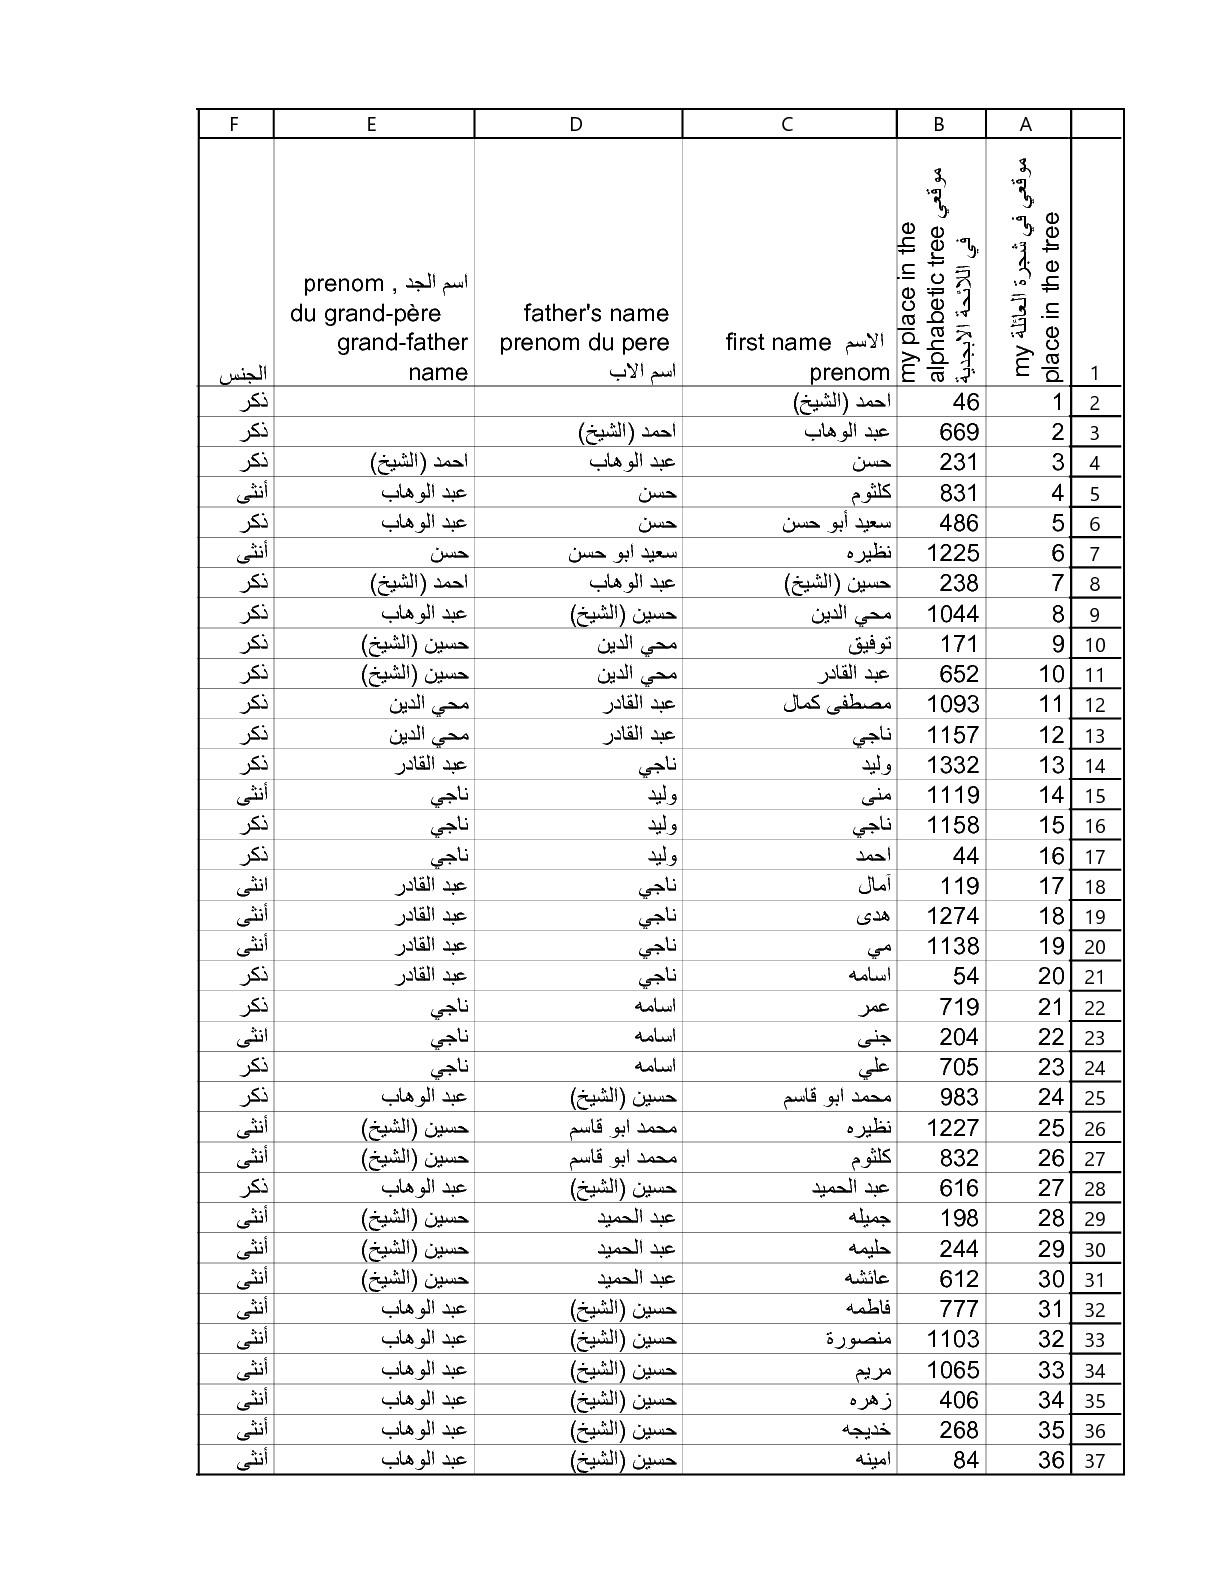 F E D C B A
الجنس
اسم الجد , prenom
du grand-père
grand-father
name
father's name
prenom du pere
اسم الاب
first name الاسم
prenom
my place in the
alphabetic tree موقعي
في اللائحة الابجدية
موقعي في شجرة العائلة my
place in the tree
1
2 1 46 احمد (الشيخ) ذكر
3 2 669 عبد الوهاب احمد (الشيخ) ذكر
4 3 231 حسن عبد الوهاب احمد (الشيخ) ذكر
5 4 831 كلثوم حسن عبد الوهاب أنثى
6 5 486 سعيد أبو حسن حسن عبد الوهاب ذكر
7 6 1225 نظيره سعيد ابو حسن حسن أنثى
8 7 238 حسين (الشيخ) عبد الوهاب احمد (الشيخ) ذكر
9 8 1044 محي الدين حسين (الشيخ) عبد الوهاب ذكر
10 9 171 توفيق محي الدين حسين (الشيخ) ذكر
11 10 652 عبد القادر محي الدين حسين (الشيخ) ذكر
12 11 1093 مصطفى كمال عبد القادر محي الدين ذكر
13 12 1157 ناجي عبد القادر محي الدين ذكر
14 13 1332 وليد ناجي عبد القادر ذكر
15 14 1119 منى وليد ناجي أنثى
16 15 1158 ناجي وليد ناجي ذكر
17 16 44 احمد وليد ناجي ذكر
18 17 119 آمال ناجي عبد القادر انثى
19 18 1274 هدى ناجي عبد القادر أنثى
20 19 1138 مي ناجي عبد القادر أنثى
21 20 54 اسامه ناجي عبد القادر ذكر
22 21 719 عمر اسامه ناجي ذكر
23 22 204 جنى اسامه ناجي انثى
24 23 705 علي اسامه ناجي ذكر
25 24 983 محمد ابو قاسم حسين (الشيخ) عبد الوهاب ذكر
26 25 1227 نظيره محمد ابو قاسم حسين (الشيخ) أنثى
27 26 832 كلثوم محمد ابو قاسم حسين (الشيخ) أنثى
28 27 616 عبد الحميد حسين (الشيخ) عبد الوهاب ذكر
29 28 198 جميله عبد الحميد حسين (الشيخ) أنثى
30 29 244 حليمه عبد الحميد حسين (الشيخ) أنثى
31 30 612 عائشه عبد الحميد حسين (الشيخ) أنثى
32 31 777 فاطمه حسين (الشيخ) عبد الوهاب أنثى
33 32 1103 منصورة حسين (الشيخ) عبد الوهاب أنثى
34 33 1065 مريم حسين (الشيخ) عبد الوهاب أنثى
35 34 406 زهره حسين (الشيخ) عبد الوهاب أنثى
36 35 268 خديجه حسين (الشيخ) عبد الوهاب أنثى
37 36 84 امينه حسين (الشيخ) عبد الوهاب أنثى